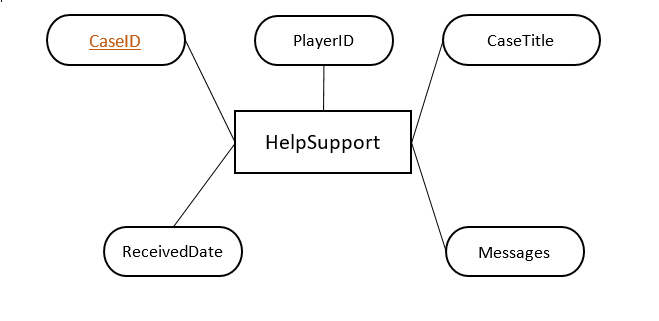 CaseID
PlayerID
CaseTitle
HelpSupport
ReceivedDate
Messages